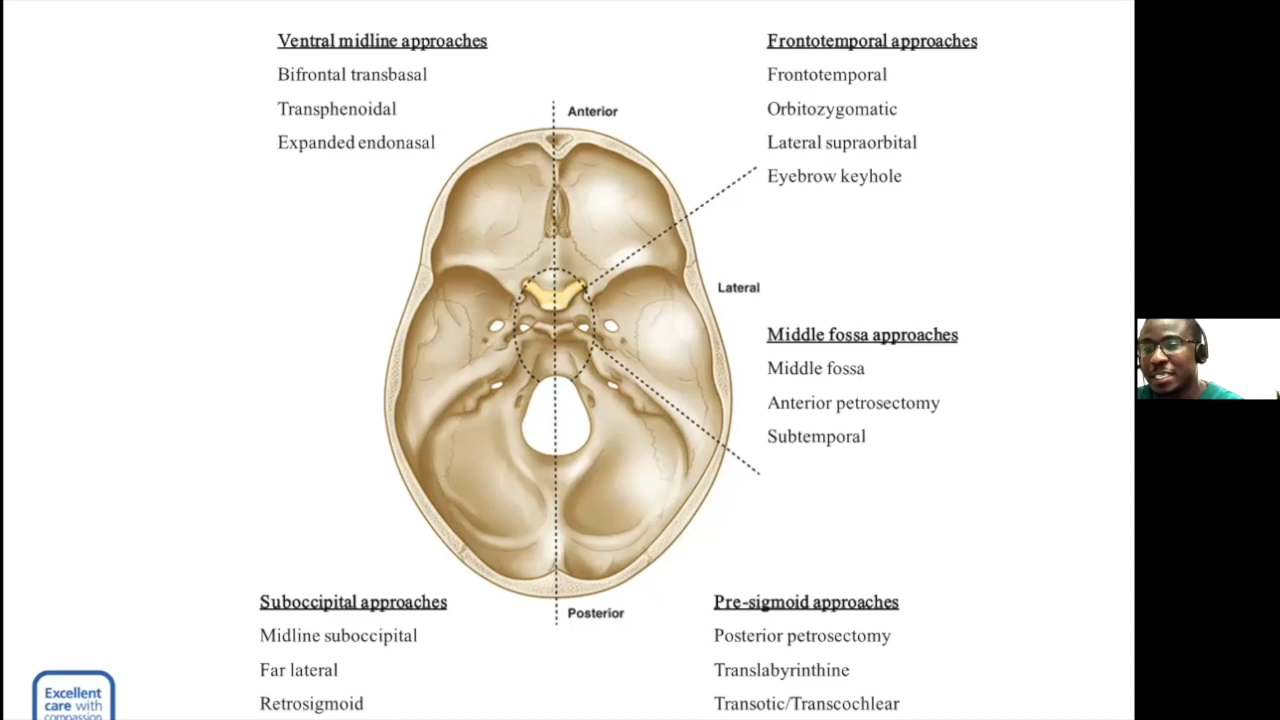 Ventral midline approaches
Bifrontal transbasal
Transphenoidal
Expanded endonasal
Frontotemporal approaches
Frontotemporal
Orbitozygomatic
Lateral supraorbital
Eyebrow keyhole
Anterior
Lateral
Middle fossa approaches
Middle fossa
Anterior petrosectomy
Subtemporal
Posterior
Suboccipital approaches
Midline suboccipital
Far lateral
Retrosigmoid
Pre-sigmoid approaches
Posterior petrosectomy
Translabyrinthine
Transotic/Transcochlear
Excellent
care with
compassion